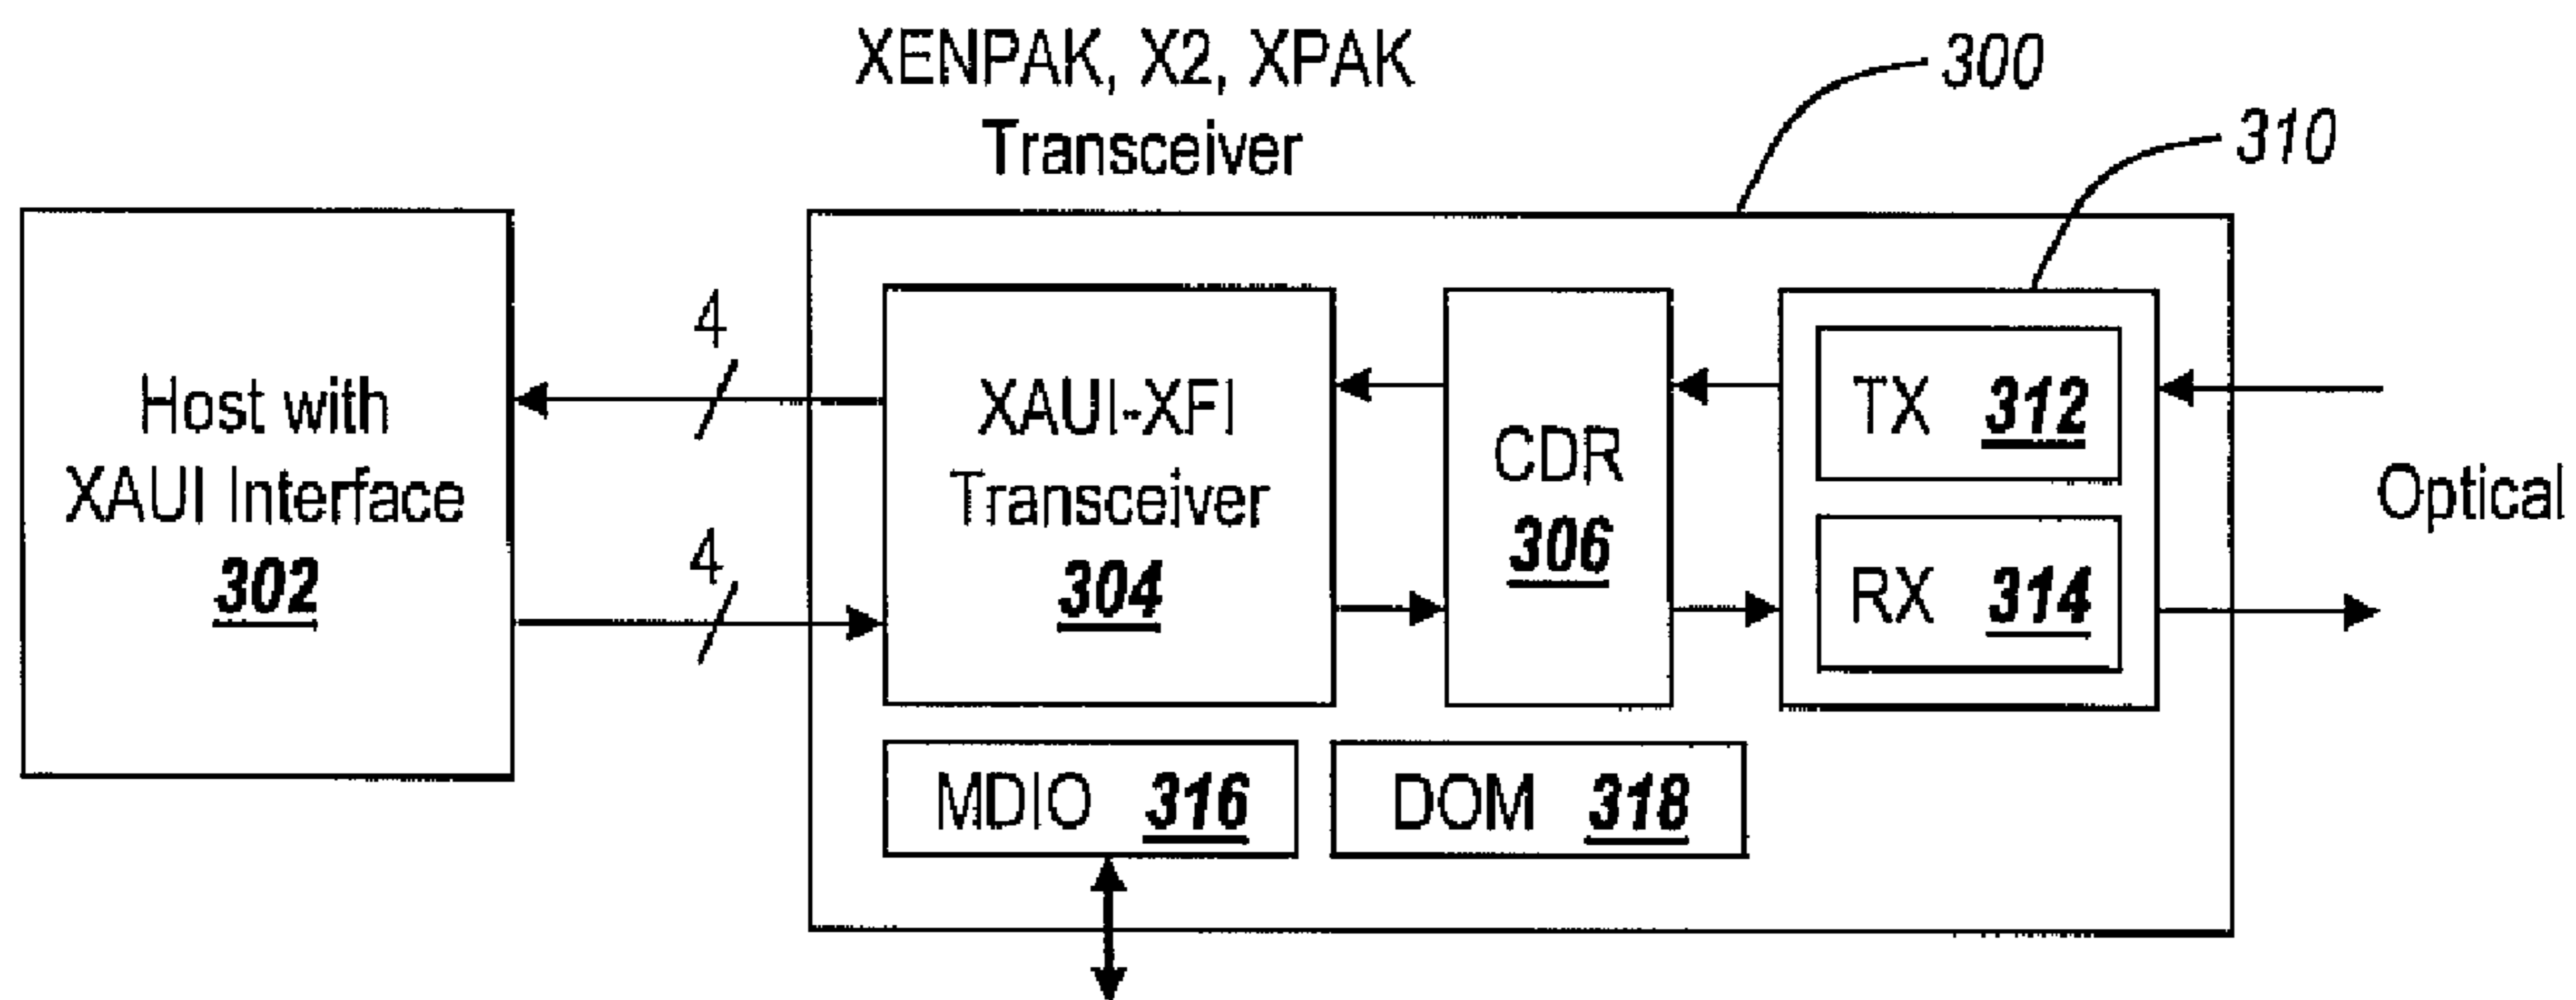 XENPAK, X2, XPAK
Transceiver
300
310
Host with
XAUI Interface
302
4
4
XAUI-XFI
Transceiver
304
CDR
306
TX 312
RX 314
Optical
MDIO 316
DOM 318